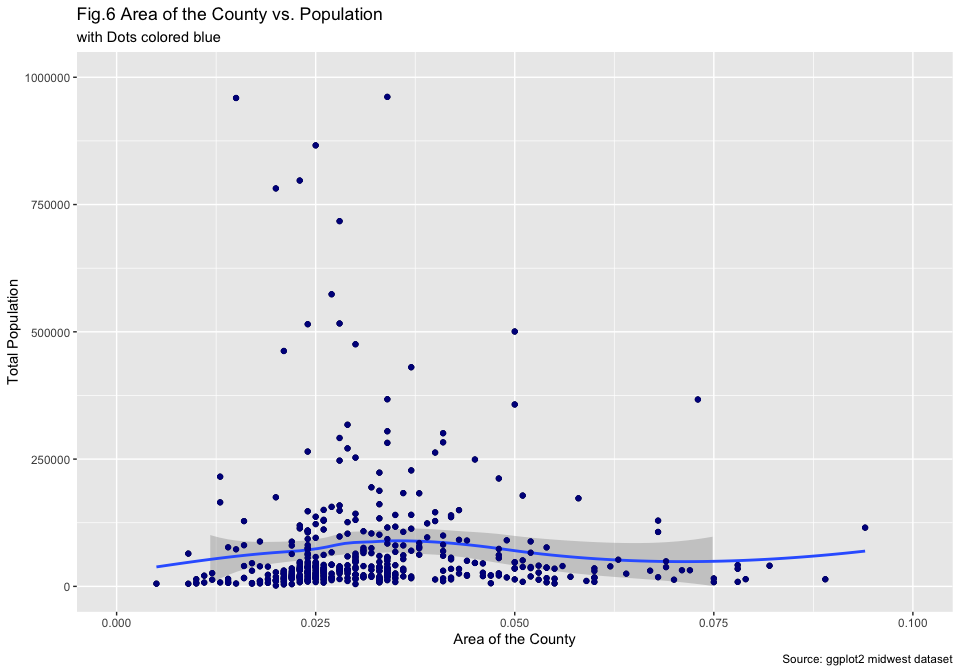 Fig.6 Area of the County vs. Population
with Dots colored blue
1000000
750000
500000
250000
0
Total Population
0.000 0.025 0.050 0.075 0.100
Area of the County
Source: ggplot2 midwest dataset